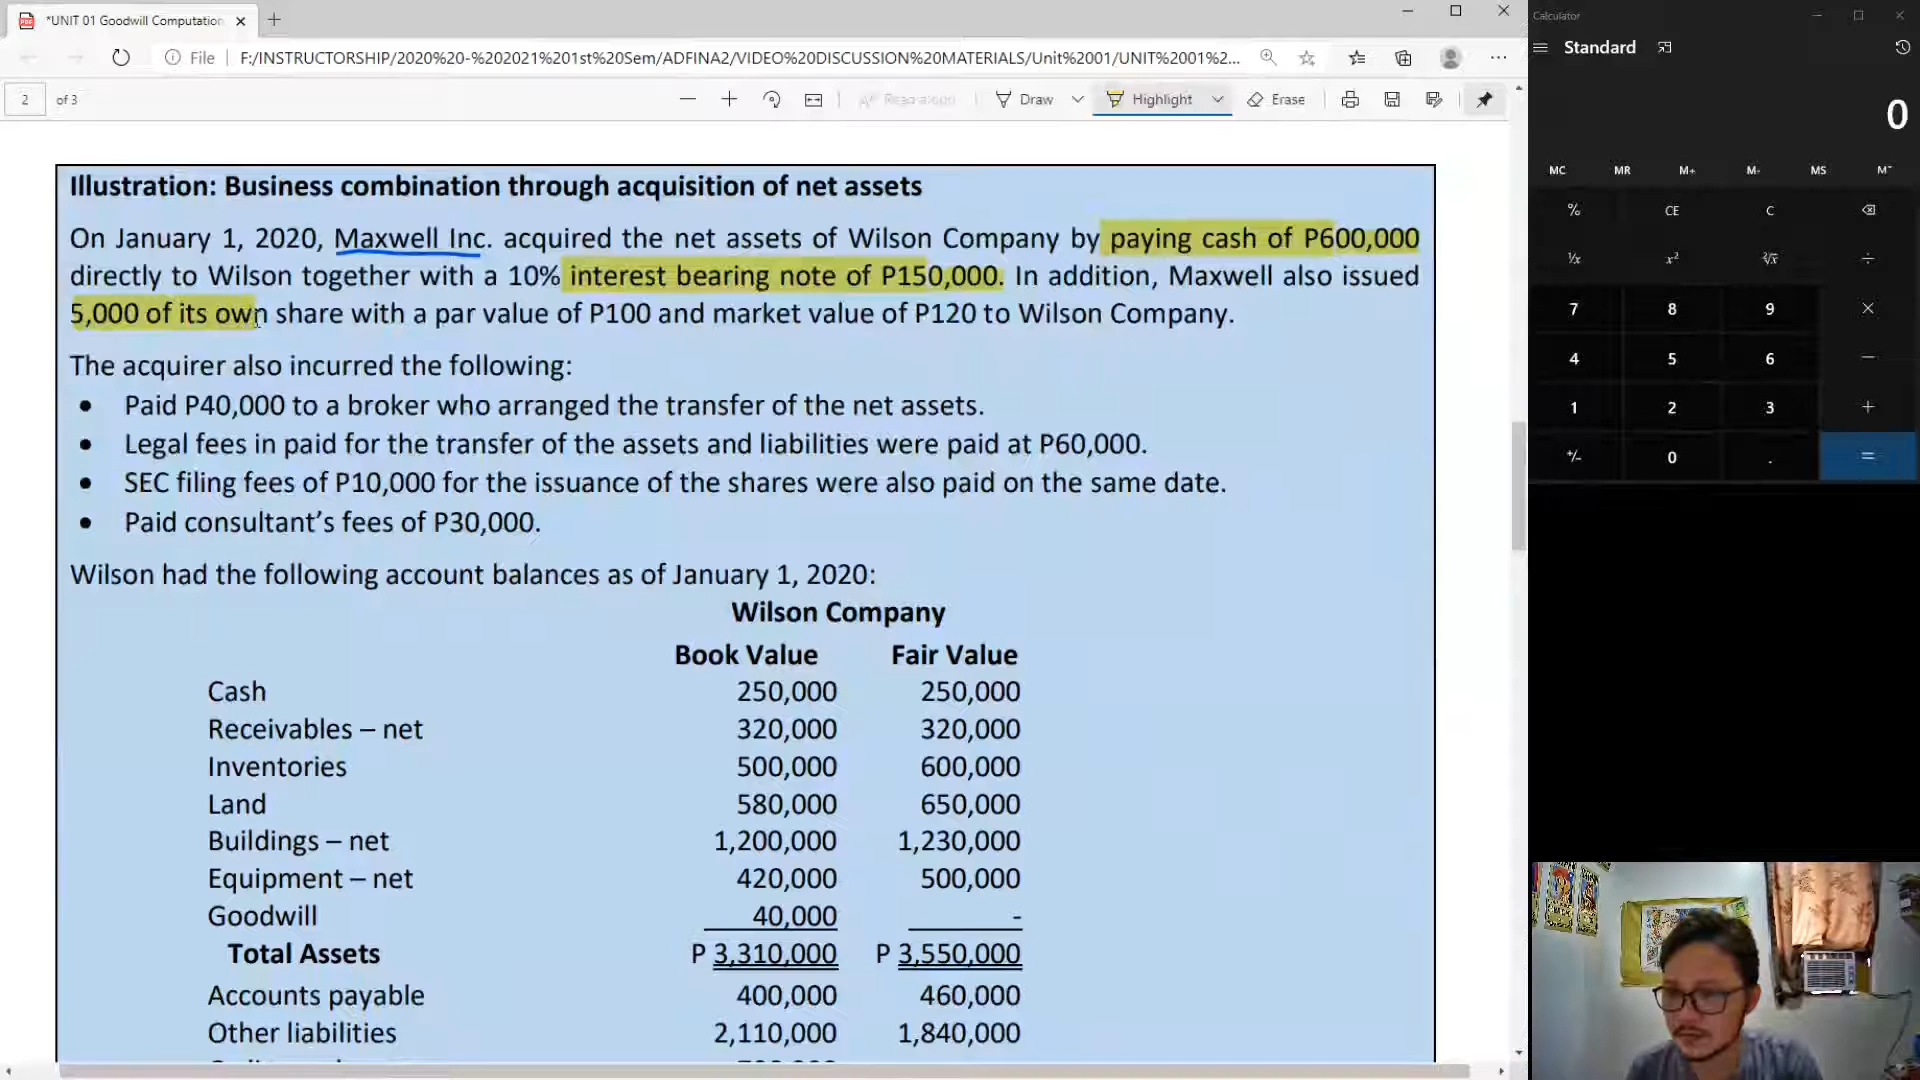 *UNIT 01 Goodwill Computation
File F:/INSTRUCTORSHIP/2020%20-%202021%201st%20Sem/ADFINA2/VIDEO%20DISCUSSION%20MATERIALS/Unit%2001/UNIT%2001%2...
2 of 3
Read aloud Draw Highlight Erase
Illustration: Business combination through acquisition of net assets
On January 1, 2020, Maxwell Inc. acquired the net assets of Wilson Company by paying cash of P600,000
directly to Wilson together with a 10% interest bearing note of P150,000. In addition, Maxwell also issued
5,000 of its own share with a par value of P100 and market value of P120 to Wilson Company.
The acquirer also incurred the following:
• Paid P40,000 to a broker who arranged the transfer of the net assets.
• Legal fees in paid for the transfer of the assets and liabilities were paid at P60,000.
• SEC filing fees of P10,000 for the issuance of the shares were also paid on the same date.
• Paid consultant's fees of P30,000.
Wilson had the following account balances as of January 1, 2020:
Wilson Company
Book Value Fair Value
Cash 250,000 250,000
Receivables – net 320,000 320,000
Inventories 500,000 600,000
Land 580,000 650,000
Buildings – net 1,200,000 1,230,000
Equipment – net 420,000 500,000
Goodwill 40,000 -
Total Assets P 3,310,000 P 3,550,000
Accounts payable 400,000 460,000
Other liabilities 2,110,000 1,840,000
Calculator
Standard
0
MC MR M+ M- MS M˅
% CE C
¹/x x² ²√x ÷
7 8 9 ×
4 5 6 −
1 2 3 +
+/- 0 . =